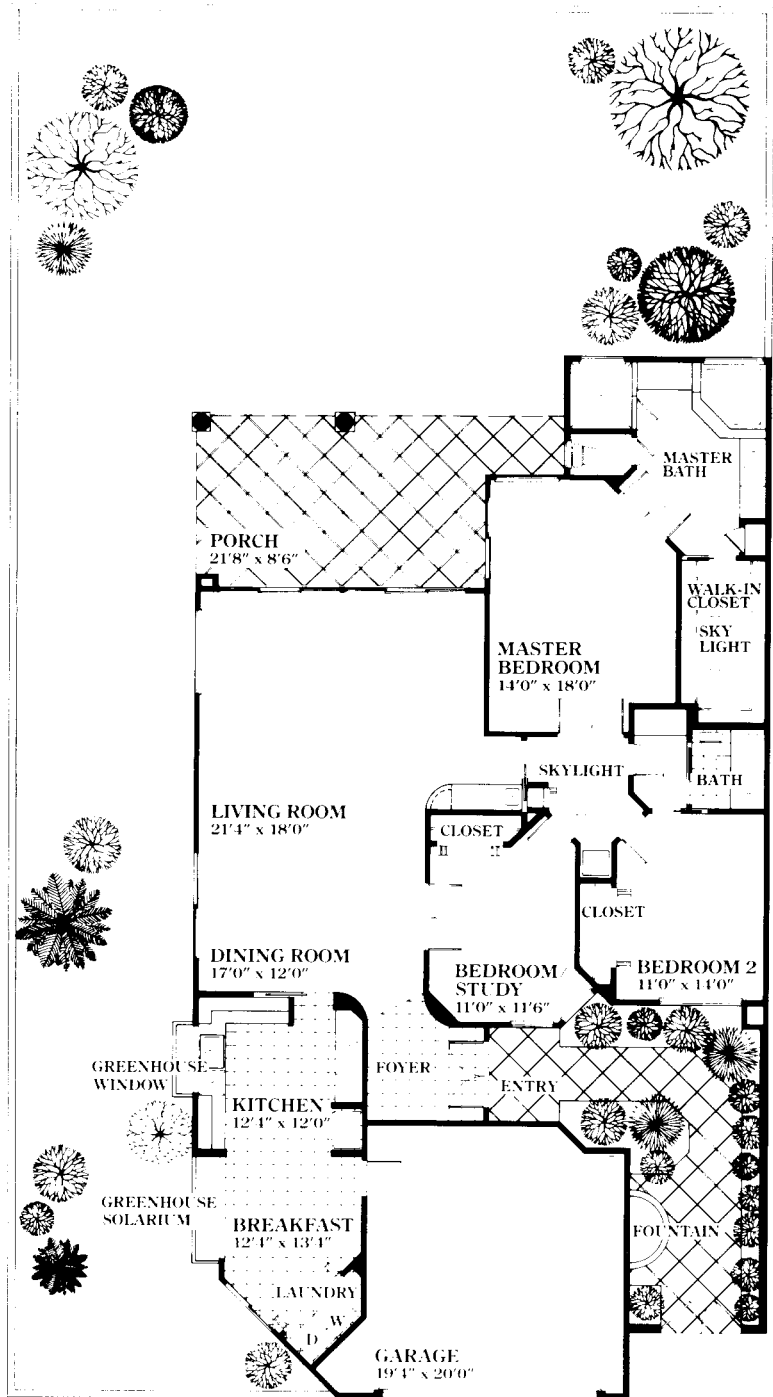 MASTER
BATH
PORCH
21'8" x 8'6"
WALK-IN
CLOSET
SKY
LIGHT
MASTER
BEDROOM
14'0" x 18'0"
SKYLIGHT
BATH
LIVING ROOM
21'4" x 18'0"
CLOSET
CLOSET
DINING ROOM
17'0" x 12'0"
BEDROOM
STUDY
11'0" x 11'6"
BEDROOM 2
11'0" x 14'0"
GREENHOUSE
WINDOW
FOYER
ENTRY
KITCHEN
12'4" x 12'0"
GREENHOUSE
SOLARIUM
BREAKFAST
12'4" x 13'4"
FOUNTAIN
LAUNDRY
W
D
GARAGE
19'4" x 20'0"